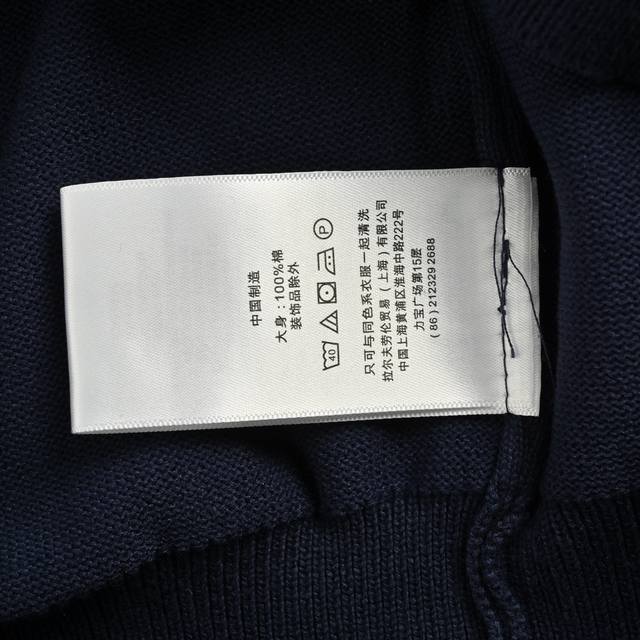 中国制造
大身:100%棉
装饰品除外
40 P
只可与同色系衣服一起清洗
拉尔夫劳伦贸易(上海)有限公司
中国上海黄浦区淮海中路222号
力宝广场第15层
(86)212329 2688